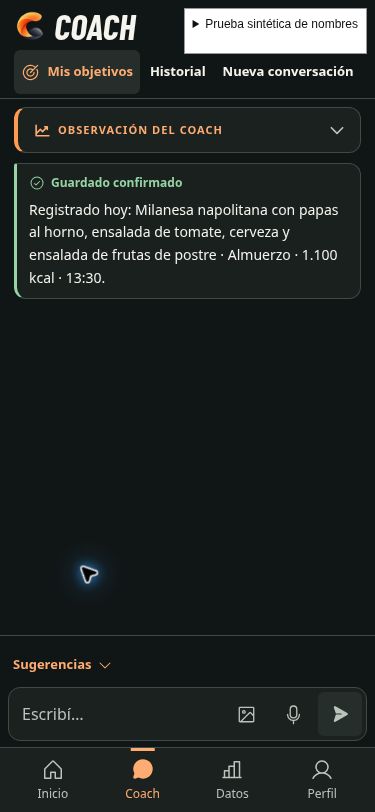 COACH
▶ Prueba sintética de nombres
Mis objetivos
Historial
Nueva conversación
OBSERVACIÓN DEL COACH
Guardado confirmado
Registrado hoy: Milanesa napolitana con papas
al horno, ensalada de tomate, cerveza y
ensalada de frutas de postre · Almuerzo · 1.100
kcal · 13:30.
Sugerencias
Escribí...
Inicio
Coach
Datos
Perfil